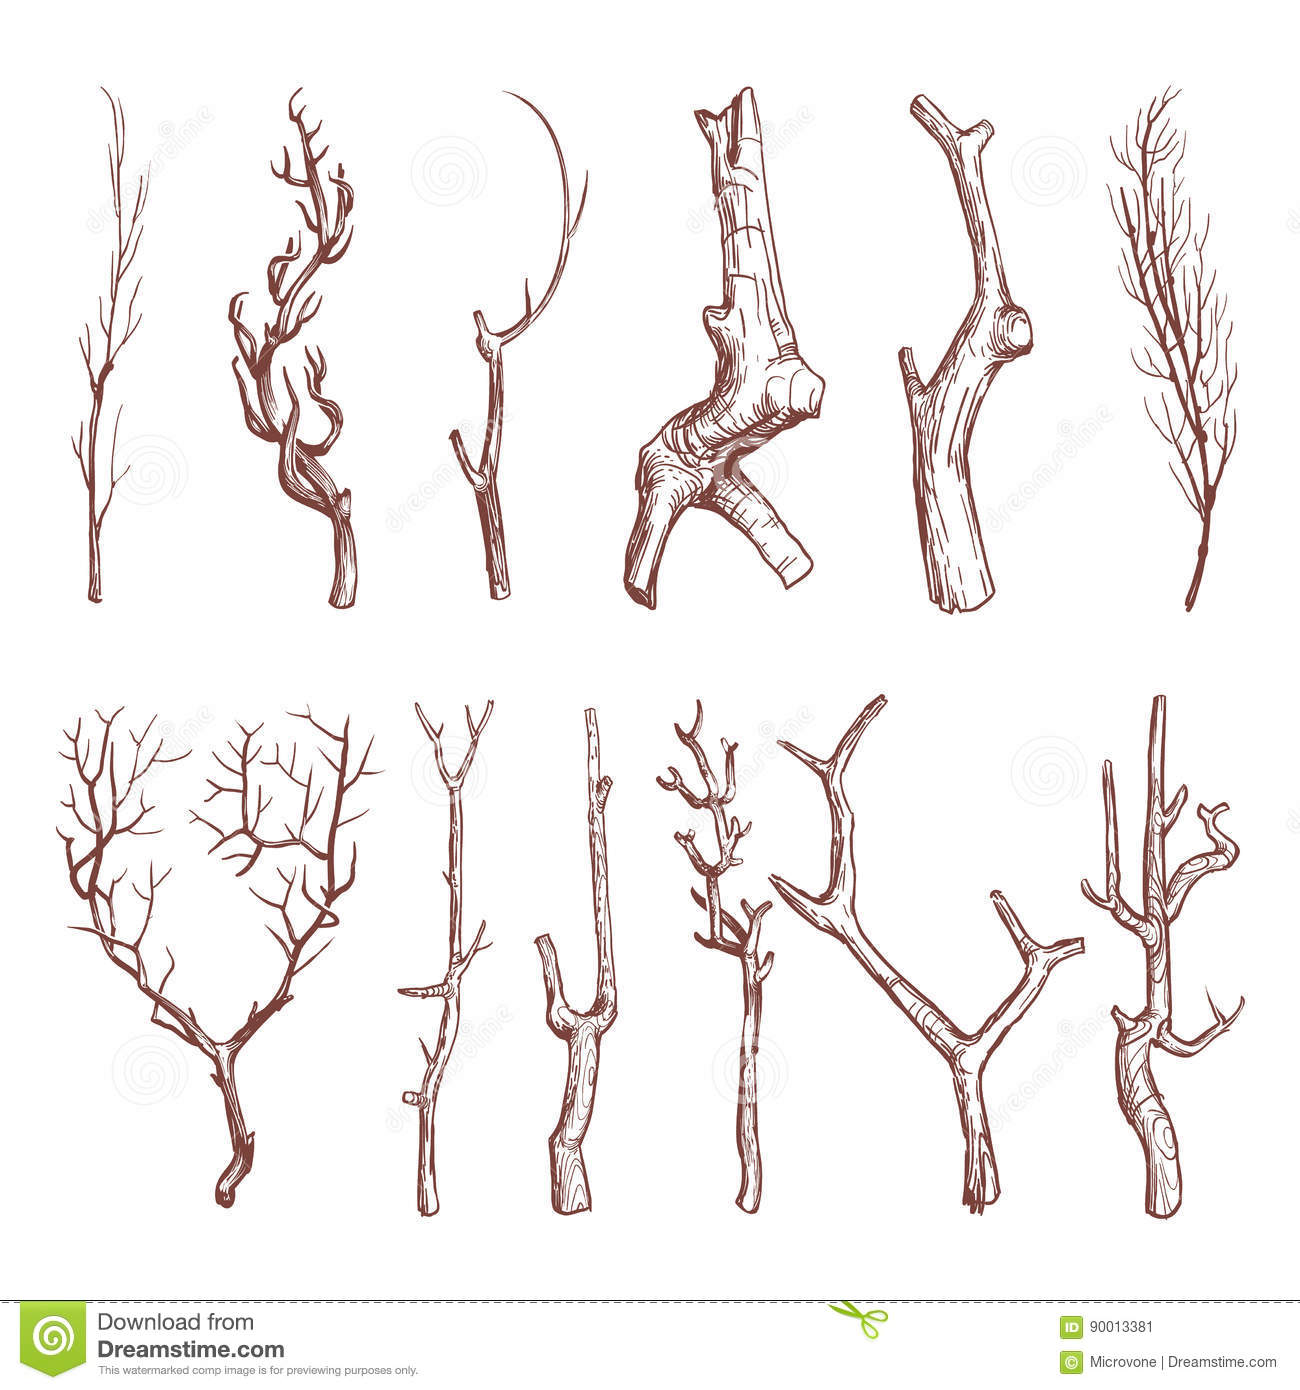 Download from
Dreamstime.com
This watermarked comp image is for previewing purposes only.
ID 90013381
© Microvone | Dreamstime.com